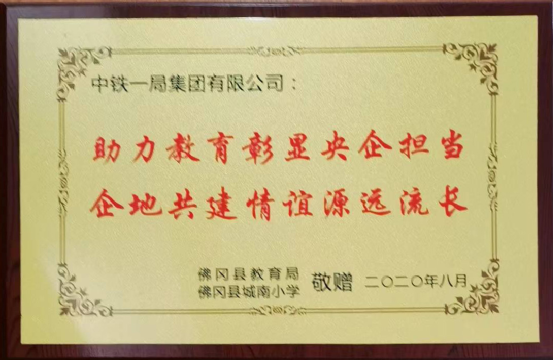 中铁一局集团有限公司：
助力教育彰显央企担当
企地共建情谊源远流长
佛冈县教育局
佛冈县城南小学
敬赠 二〇二〇年八月